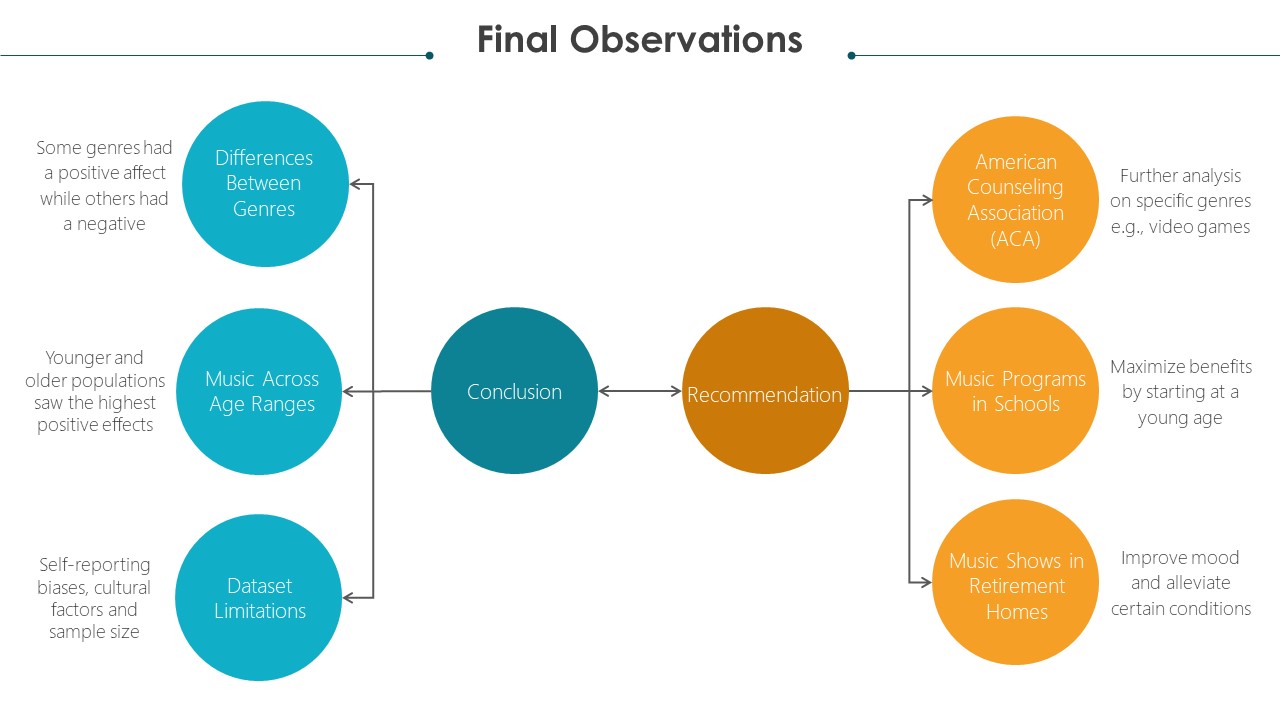 Final Observations
Some genres had
a positive affect
while others had
a negative
Differences
Between
Genres
Younger and
older populations
saw the highest
positive effects
Music Across
Age Ranges
Self-reporting
biases, cultural
factors and
sample size
Dataset
Limitations
Conclusion
Recommendation
American
Counseling
Association
(ACA)
Further analysis
on specific genres
e.g., video games
Music Programs
in Schools
Maximize benefits
by starting at a
young age
Music Shows in
Retirement
Homes
Improve mood
and alleviate
certain conditions